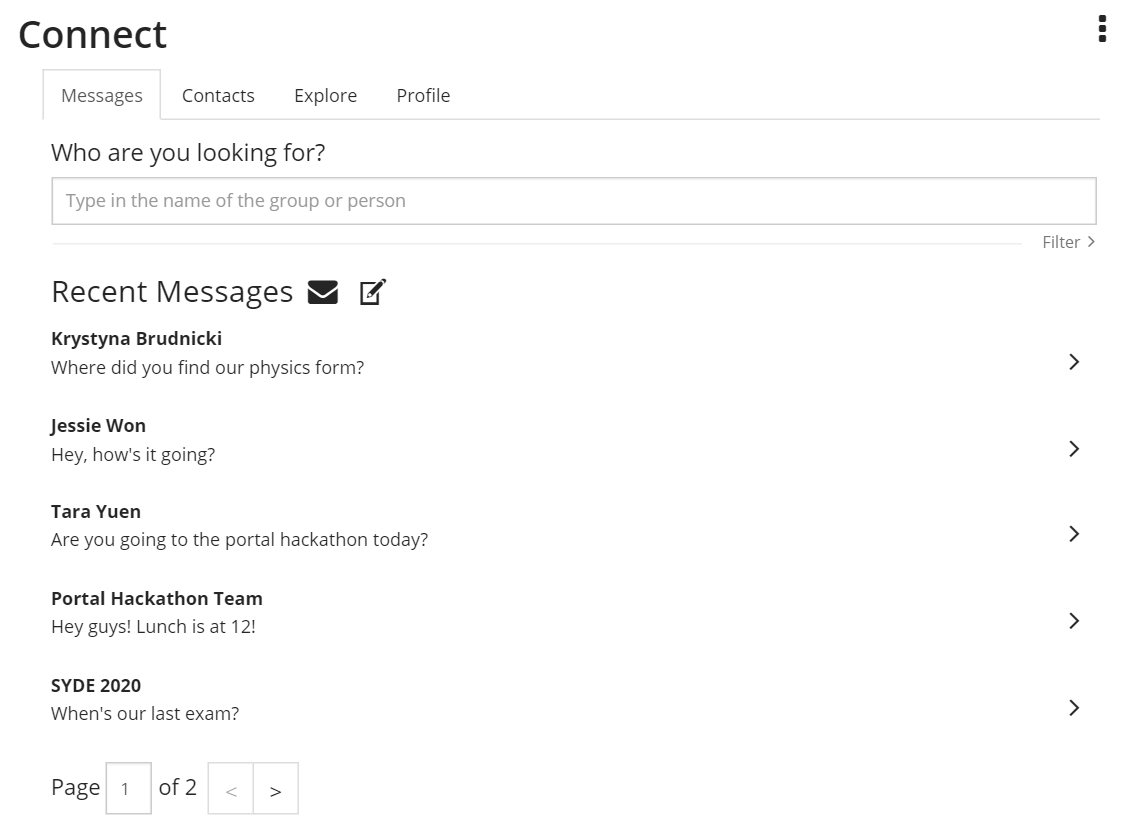 Connect
Messages Contacts Explore Profile
Who are you looking for?
Type in the name of the group or person
Filter >
Recent Messages
Krystyna Brudnicki
Where did you find our physics form?
Jessie Won
Hey, how's it going?
Tara Yuen
Are you going to the portal hackathon today?
Portal Hackathon Team
Hey guys! Lunch is at 12!
SYDE 2020
When's our last exam?
Page 1 of 2 < >